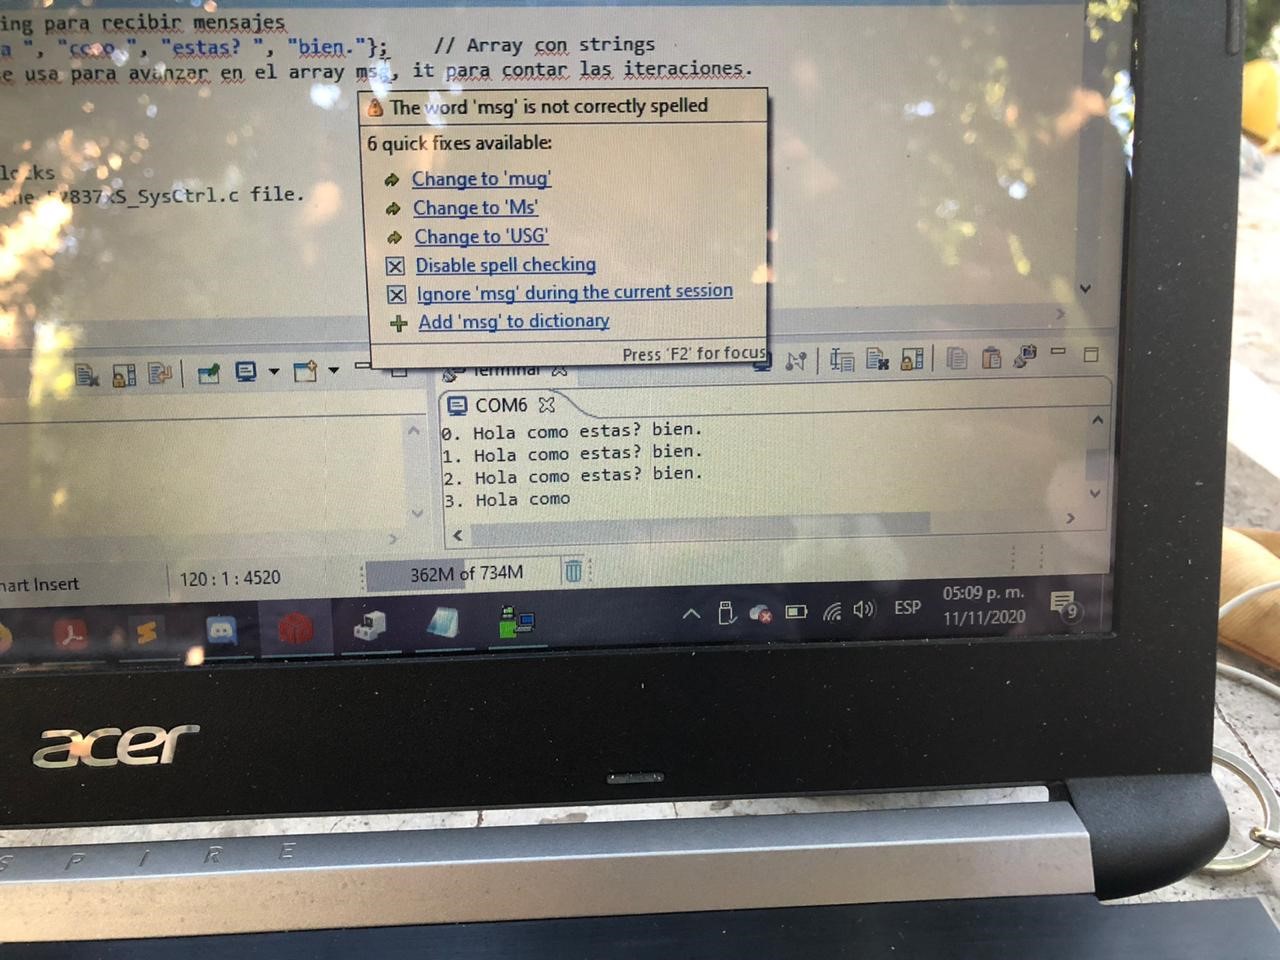 ing para recibir mensajes
a ", "como ", "estas? ", "bien."}; // Array con strings
se usa para avanzar en el array msg, it para contar las iteraciones.
The word 'msg' is not correctly spelled
6 quick fixes available:
Change to 'mug'
Change to 'Ms'
Change to 'USG'
Disable spell checking
Ignore 'msg' during the current session
Add 'msg' to dictionary
Press 'F2' for focus
locks
837xS_SysCtrl.c file.
Terminal
COM6
0. Hola como estas? bien.
1. Hola como estas? bien.
2. Hola como estas? bien.
3. Hola como
mart Insert
120 : 1 : 4520
362M of 734M
ESP
05:09 p. m.
11/11/2020
9
acer
SPIRE